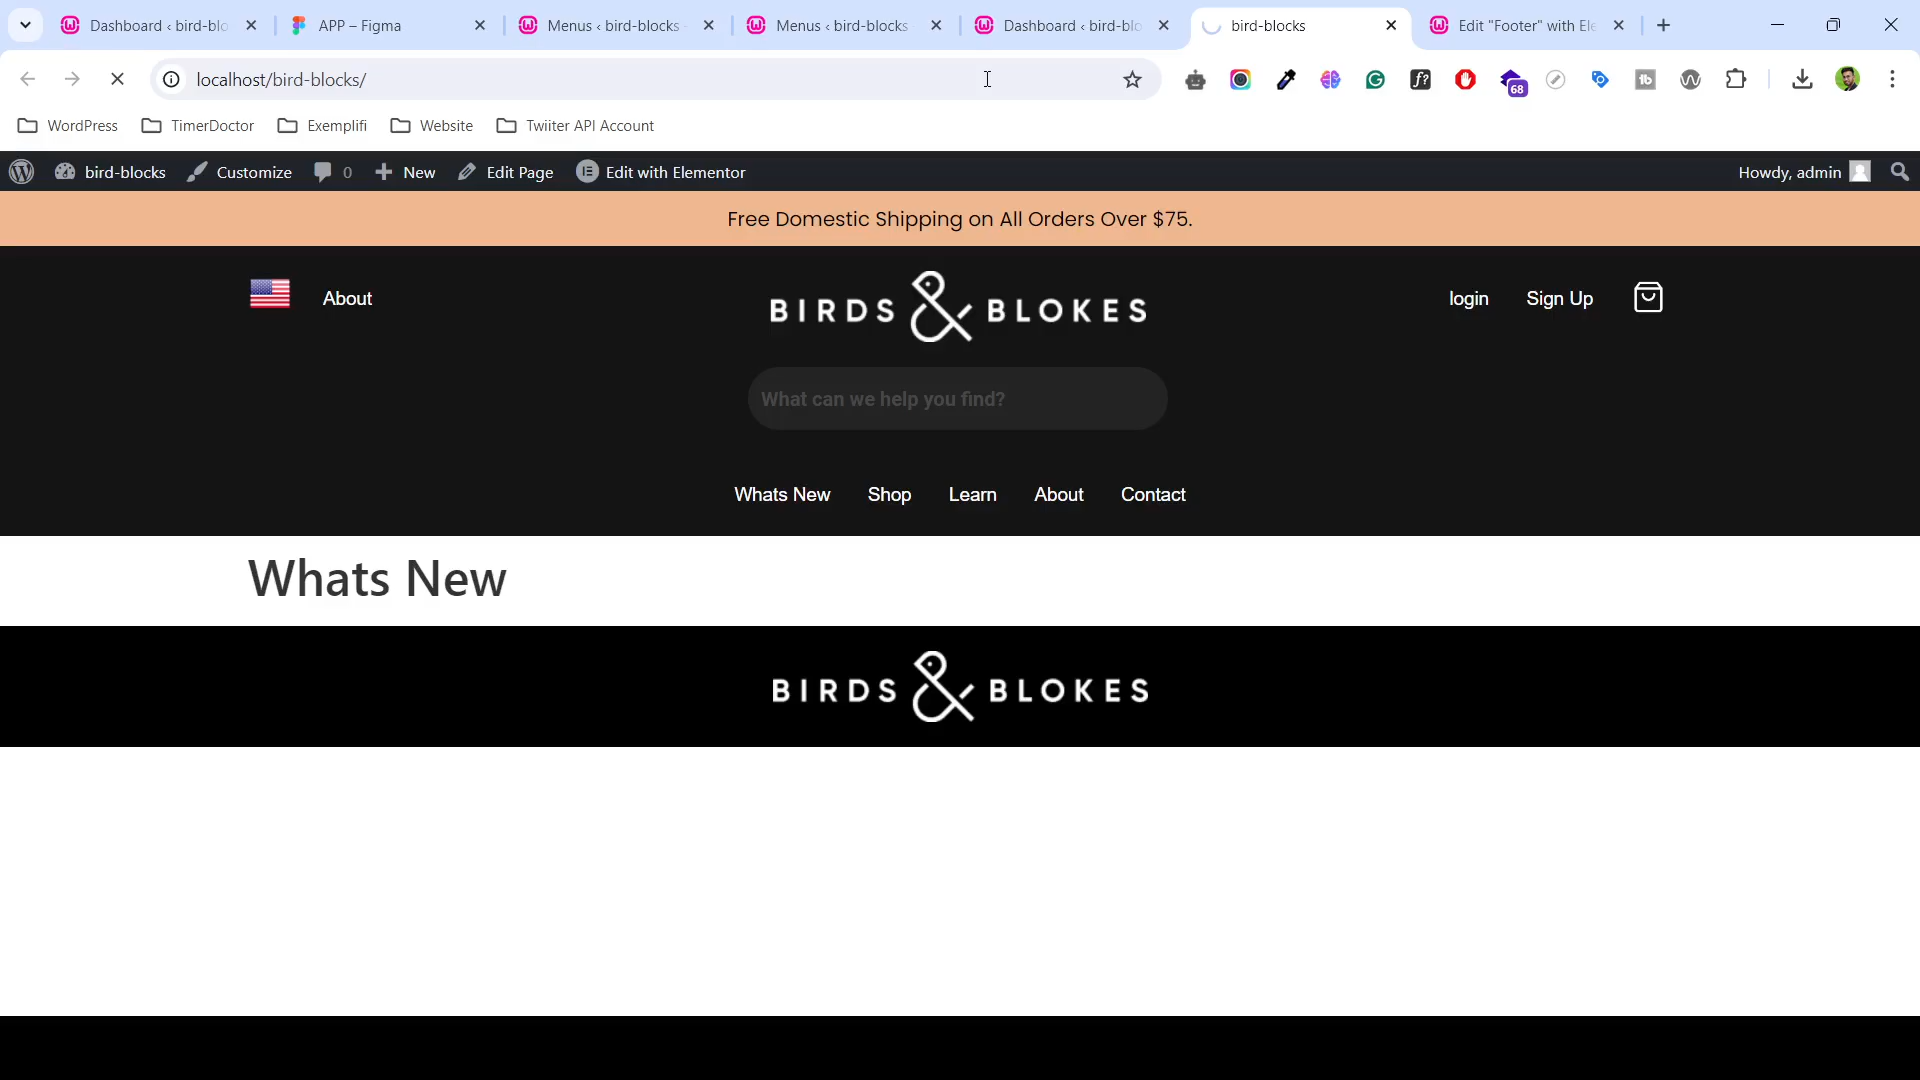 Dashboard ‹ bird-blo
APP – Figma
Menus ‹ bird-blocks
Menus ‹ bird-blocks
Dashboard ‹ bird-blo
bird-blocks
Edit "Footer" with Ele
localhost/bird-blocks/
68
WordPress
TimerDoctor
Exemplifi
Website
Twiiter API Account
bird-blocks
Customize
0
New
Edit Page
Edit with Elementor
Howdy, admin
Free Domestic Shipping on All Orders Over $75.
About
BIRDS & BLOKES
login
Sign Up
What can we help you find?
Whats New
Shop
Learn
About
Contact
Whats New
BIRDS & BLOKES